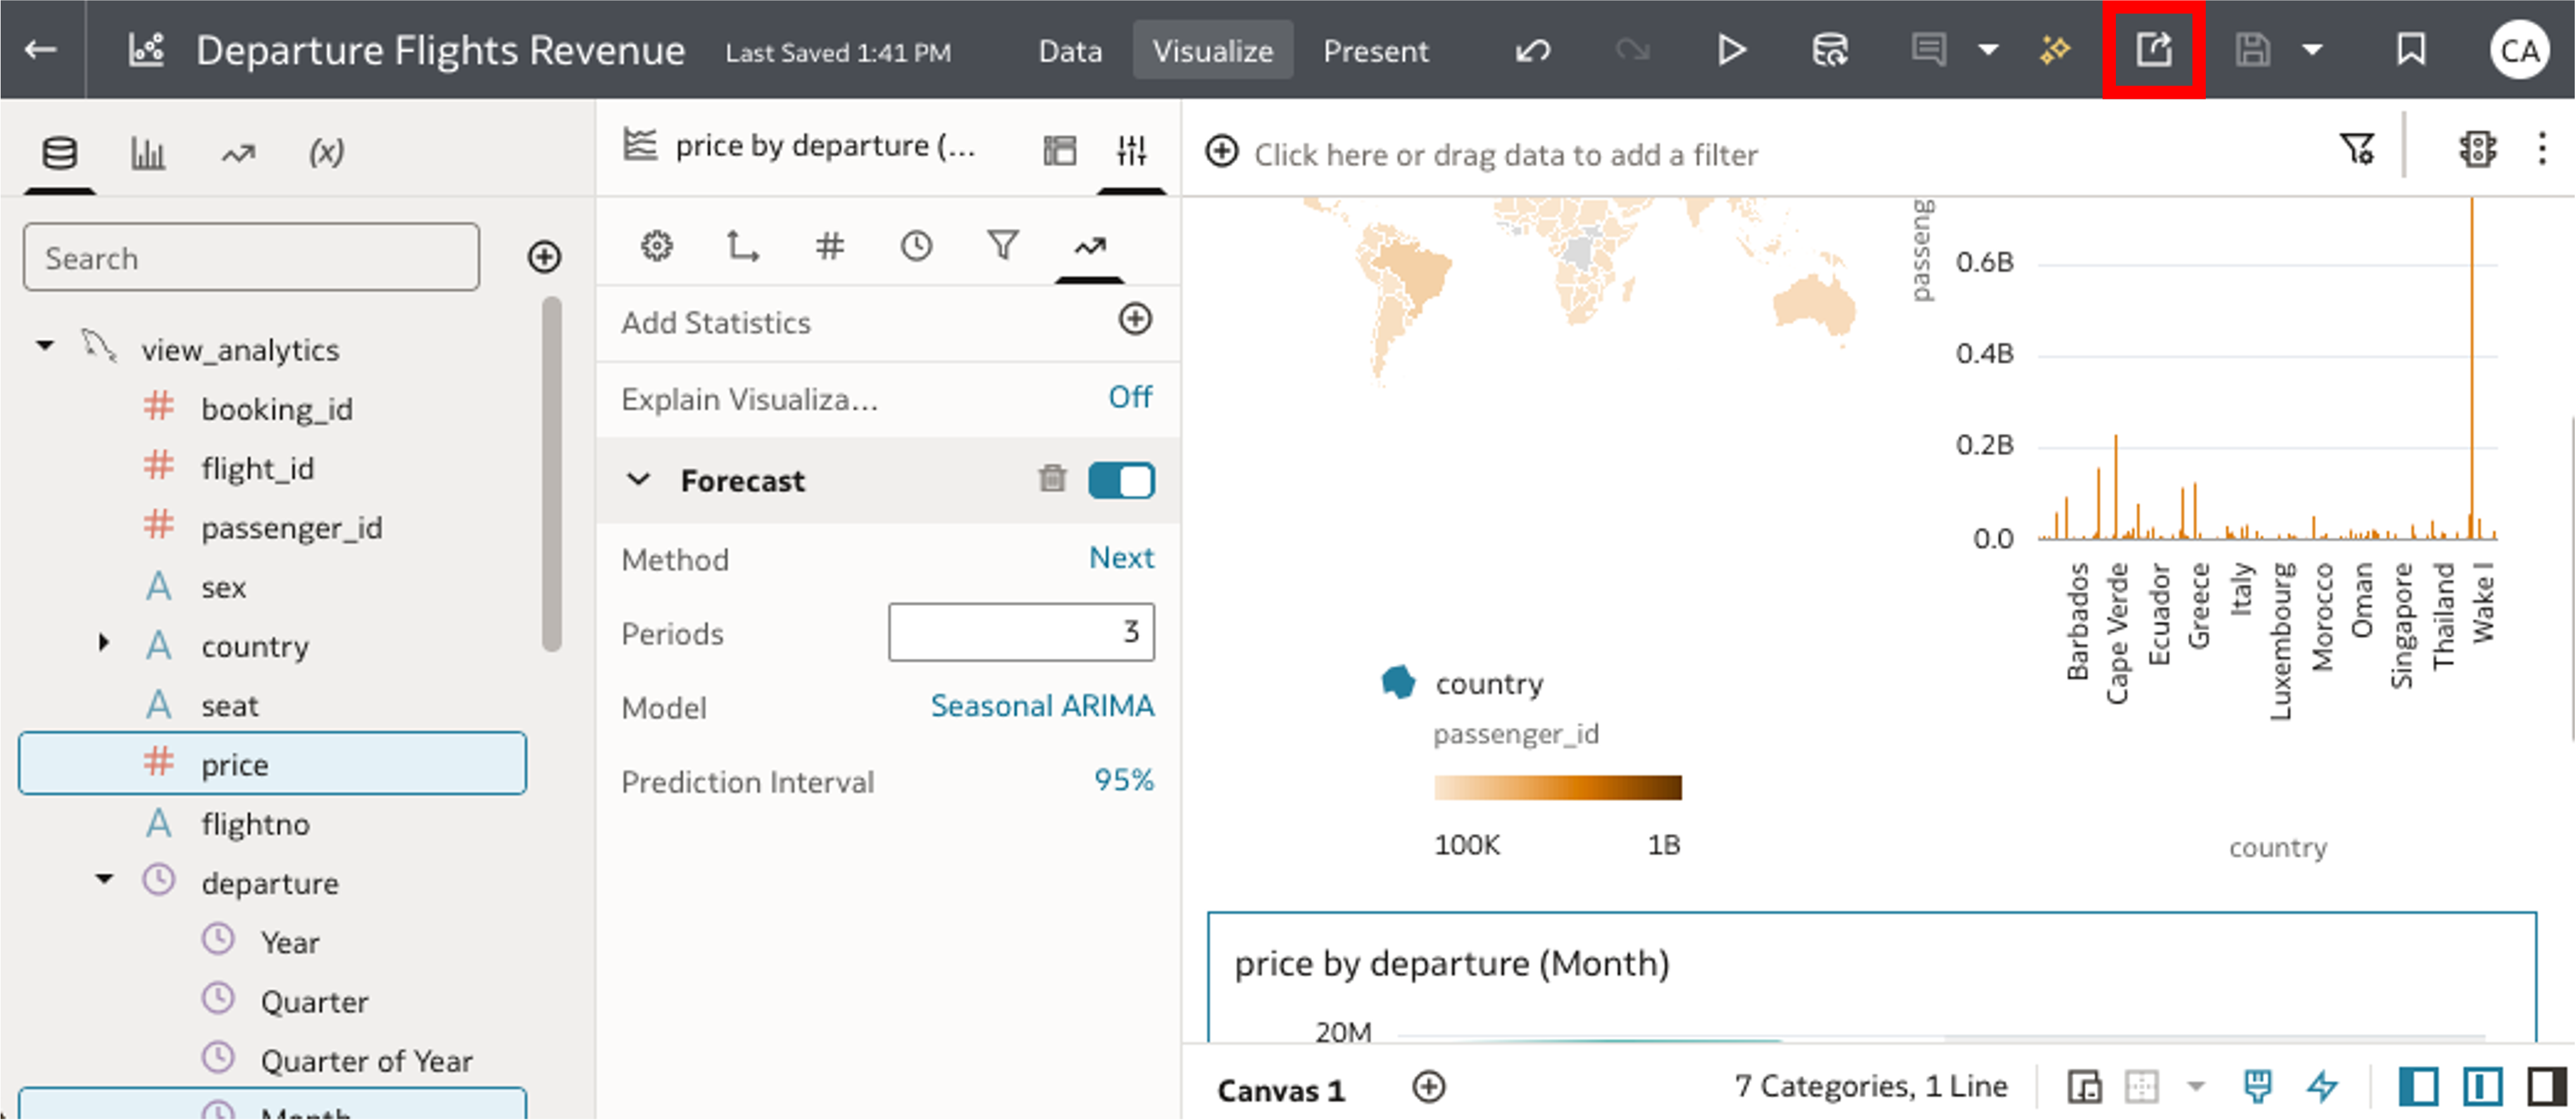 Departure Flights Revenue Last Saved 1:41 PM Data Visualize Present CA
(x)
Search
view_analytics
# booking_id
# flight_id
# passenger_id
A sex
A country
A seat
# price
A flightno
departure
Year
Quarter
Quarter of Year
Month
price by departure (...
#
Add Statistics
Explain Visualiza... Off
Forecast
Method Next
Periods 3
Model Seasonal ARIMA
Prediction Interval 95%
Click here or drag data to add a filter
country
passenger_id
100K 1B
passeng
0.6B
0.4B
0.2B
0.0
Barbados
Cape Verde
Ecuador
Greece
Italy
Luxembourg
Morocco
Oman
Singapore
Thailand
Wake I
country
price by departure (Month)
20M
Canvas 1
7 Categories, 1 Line